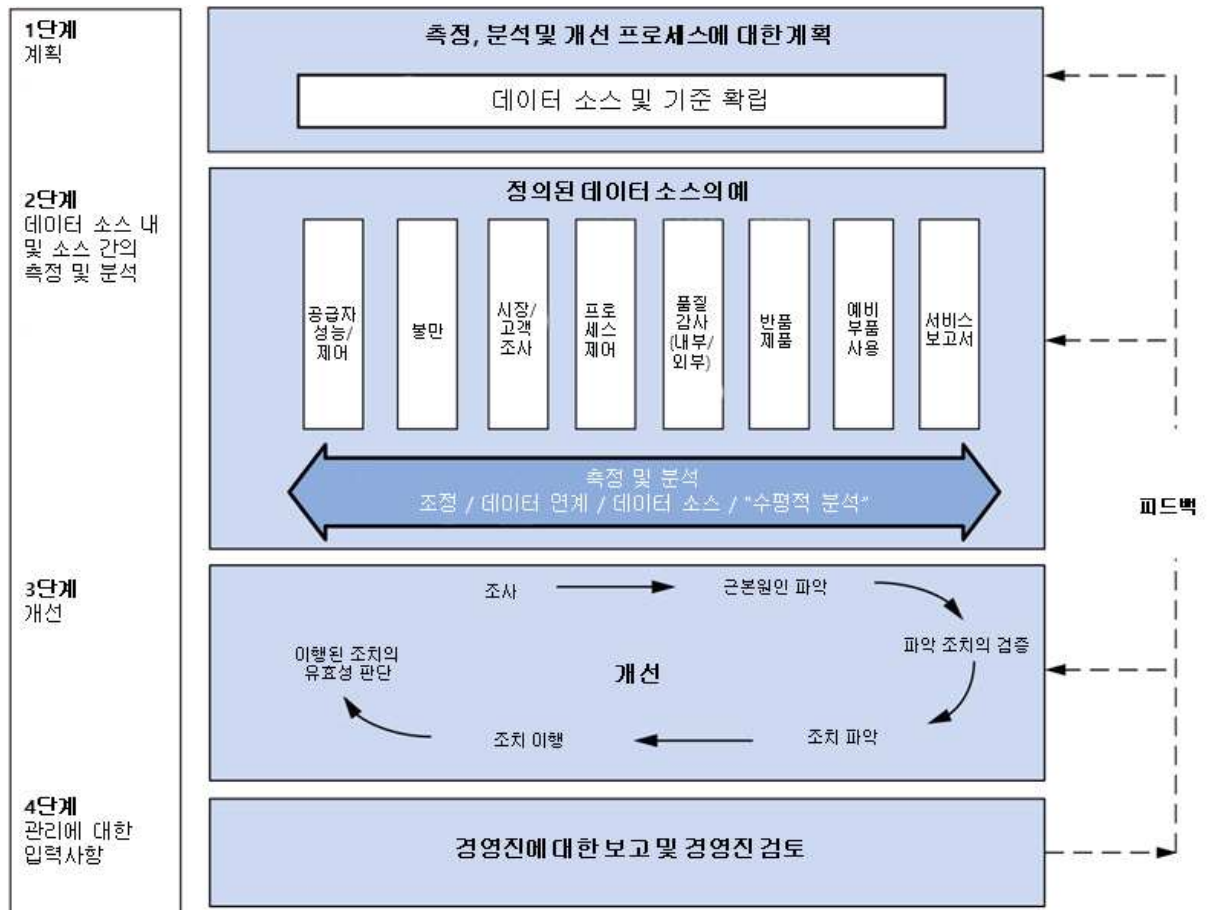 1단계
계획
측정, 분석 및 개선 프로세스에 대한 계획
데이터 소스 및 기준 확립
2단계
데이터 소스 내
및 소스 간의
측정 및 분석
정의된 데이터 소스의 예
공급자
성능/
제어
불만
시장/
고객
조사
프로
세스
제어
품질
감사
(내부/
외부)
반품
제품
예비
부품
사용
서비스
보고서
측정 및 분석
조정 / 데이터 연계 / 데이터 소스 / "수평적 분석"
피드백
3단계
개선
조사
근본원인 파악
파악 조치의 검증
조치 파악
조치 이행
이행된 조치의
유효성 판단
개선
4단계
관리에 대한
입력사항
경영진에 대한 보고 및 경영진 검토